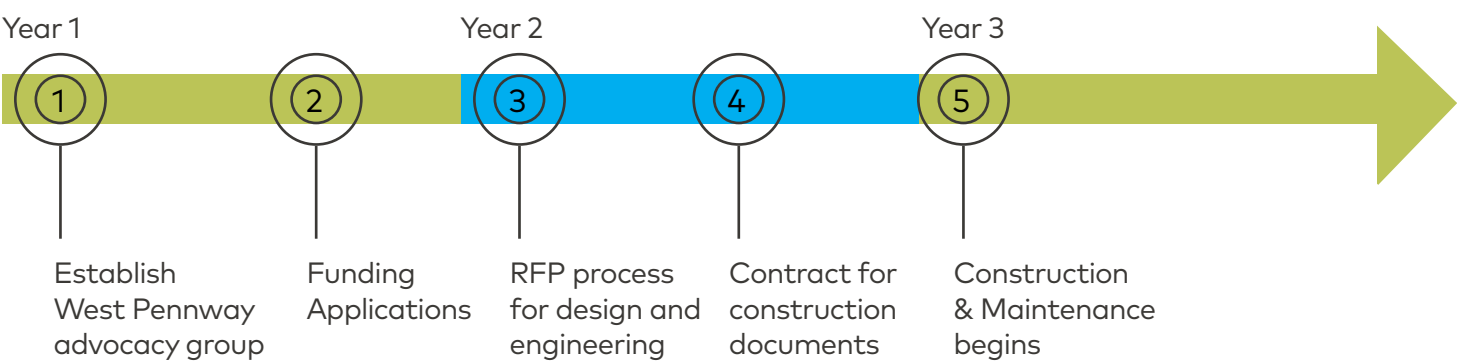 Year 1
Year 2
Year 3
1
2
3
4
5
Establish
West Pennway
advocacy group
Funding
Applications
RFP process
for design and
engineering
Contract for
construction
documents
Construction
& Maintenance
begins